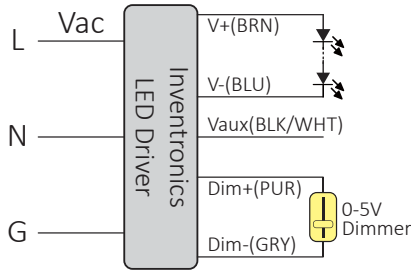 L
Vac
N
G
Inventronics
LED Driver
V+(BRN)
V-(BLU)
Vaux(BLK/WHT)
Dim+(PUR)
Dim-(GRY)
0-5V
Dimmer